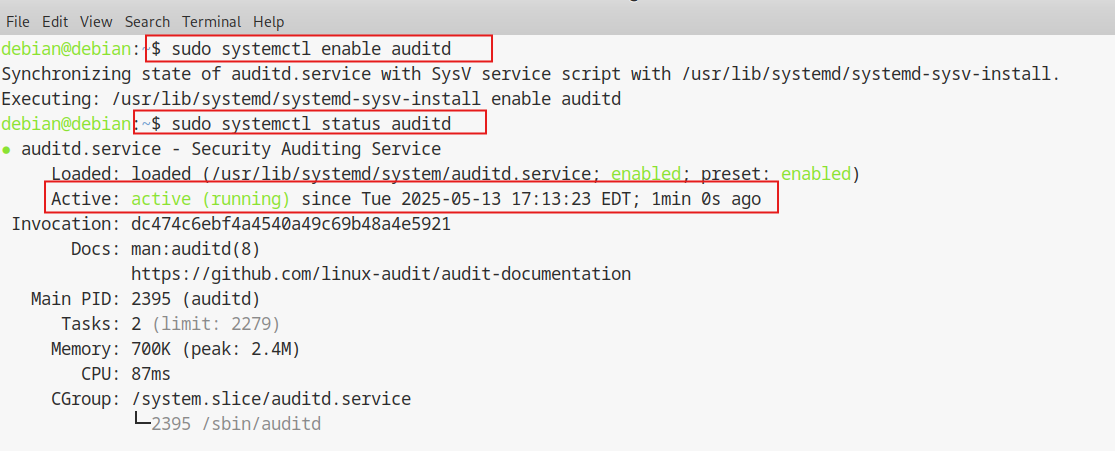 File Edit View Search Terminal Help
debian@debian:~$ sudo systemctl enable auditd
Synchronizing state of auditd.service with SysV service script with /usr/lib/systemd/systemd-sysv-install.
Executing: /usr/lib/systemd/systemd-sysv-install enable auditd
debian@debian:~$ sudo systemctl status auditd
● auditd.service - Security Auditing Service
Loaded: loaded (/usr/lib/systemd/system/auditd.service; enabled; preset: enabled)
Active: active (running) since Tue 2025-05-13 17:13:23 EDT; 1min 0s ago
Invocation: dc474c6ebf4a4540a49c69b48a4e5921
Docs: man:auditd(8)
https://github.com/linux-audit/audit-documentation
Main PID: 2395 (auditd)
Tasks: 2 (limit: 2279)
Memory: 700K (peak: 2.4M)
CPU: 87ms
CGroup: /system.slice/auditd.service
└─2395 /sbin/auditd